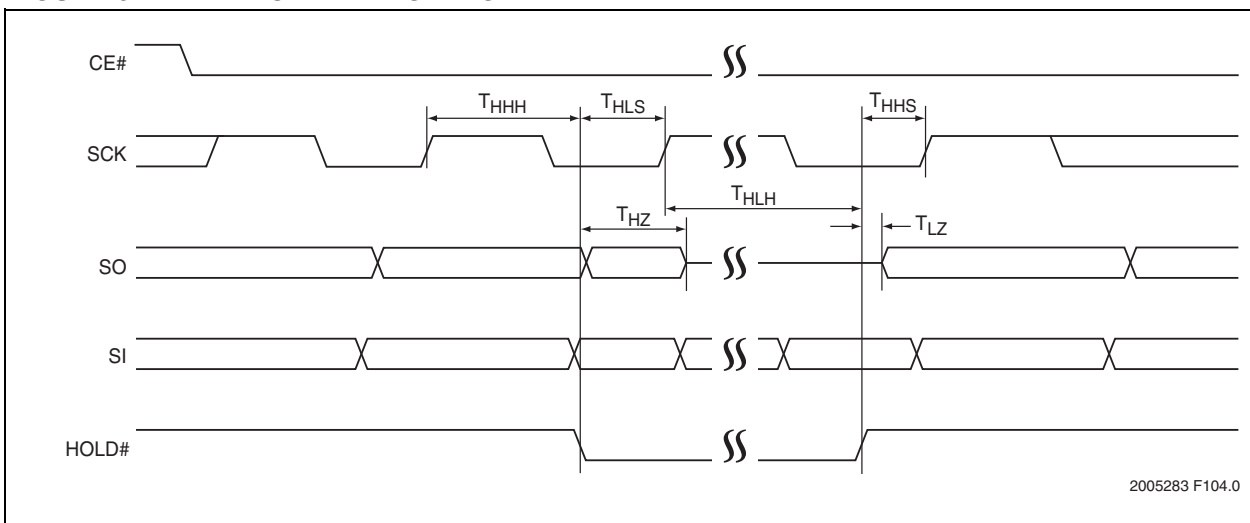 CE#
THHH
THLS
THHS
SCK
THLH
THZ
TLZ
SO
SI
HOLD#
2005283 F104.0